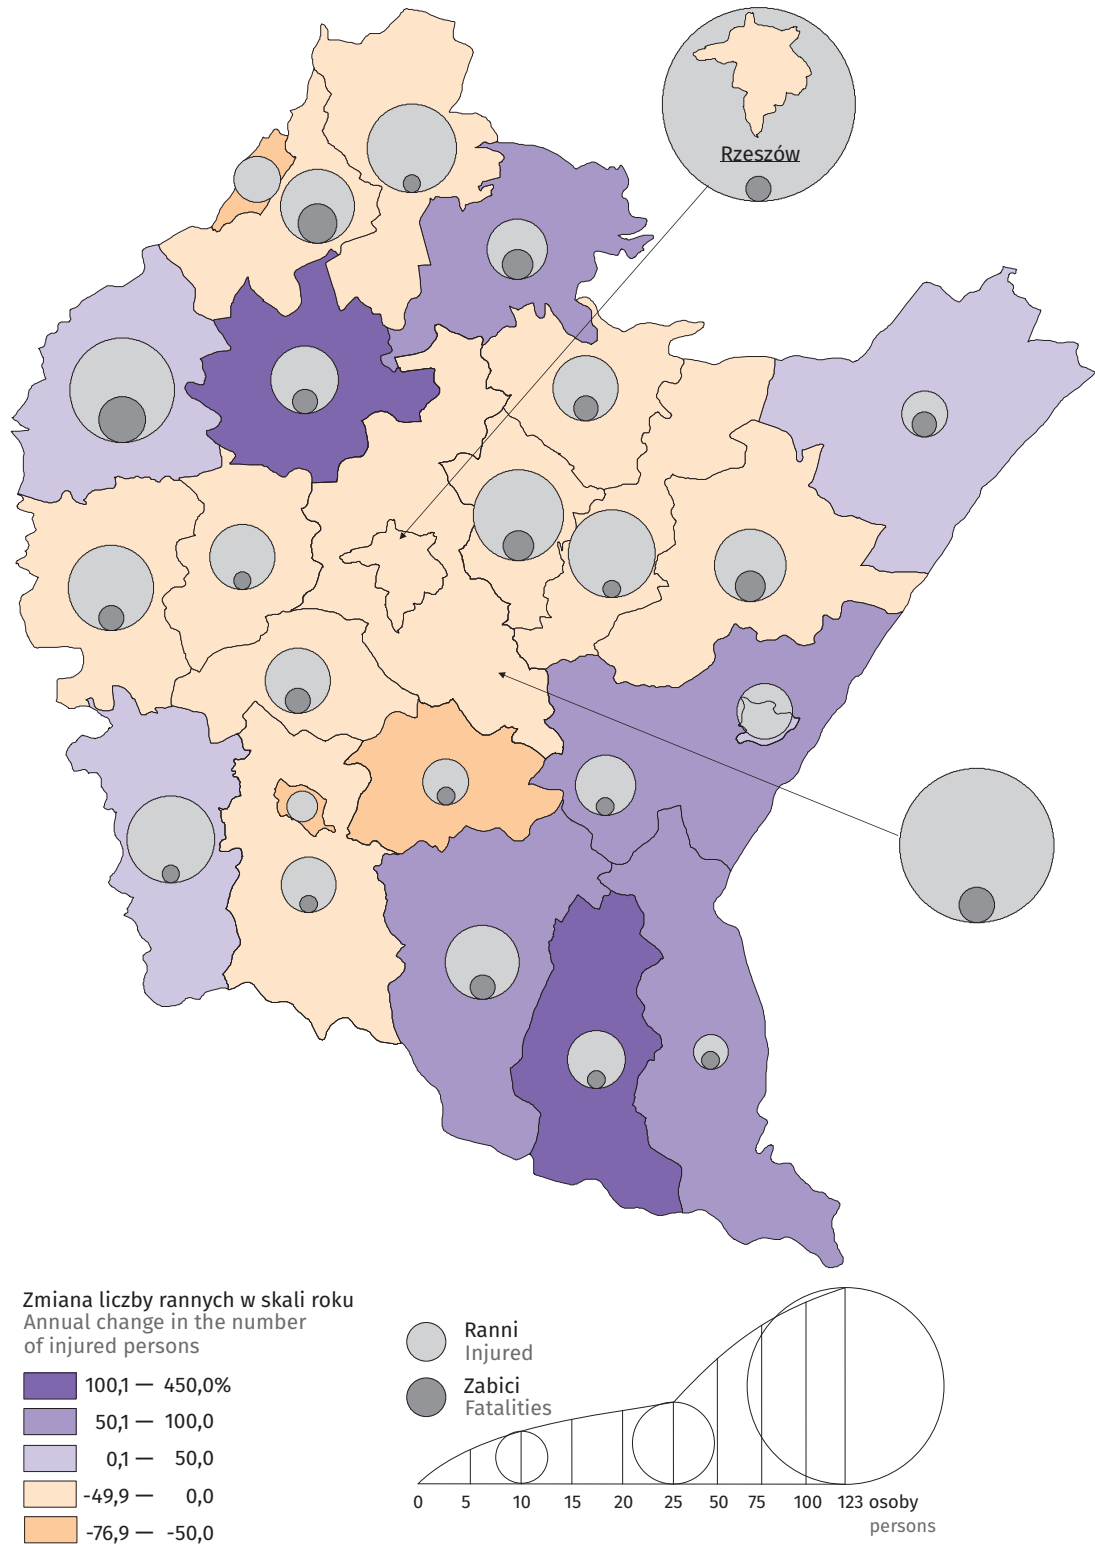 Rzeszów
Zmiana liczby rannych w skali roku
Annual change in the number
of injured persons
100,1 — 450,0%
50,1 — 100,0
0,1 — 50,0
-49,9 — 0,0
-76,9 — -50,0
Ranni
Injured
Zabici
Fatalities
0 5 10 15 20 25 50 75 100 123 osoby
persons